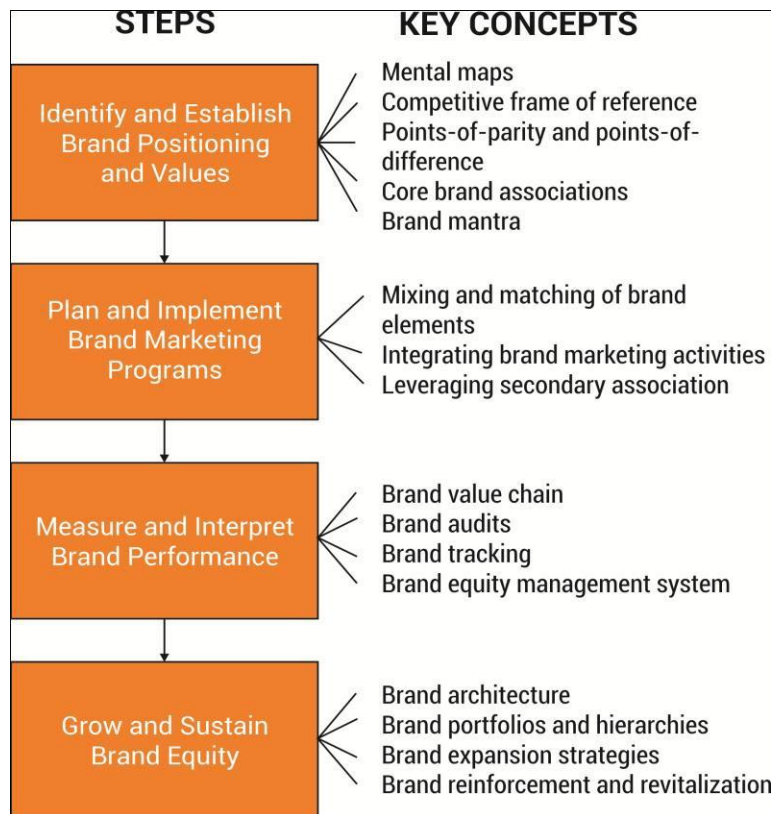 STEPS
KEY CONCEPTS
Identify and Establish
Brand Positioning
and Values
Mental maps
Competitive frame of reference
Points-of-parity and points-of-
difference
Core brand associations
Brand mantra
Plan and Implement
Brand Marketing
Programs
Mixing and matching of brand
elements
Integrating brand marketing activities
Leveraging secondary association
Measure and Interpret
Brand Performance
Brand value chain
Brand audits
Brand tracking
Brand equity management system
Grow and Sustain
Brand Equity
Brand architecture
Brand portfolios and hierarchies
Brand expansion strategies
Brand reinforcement and revitalization